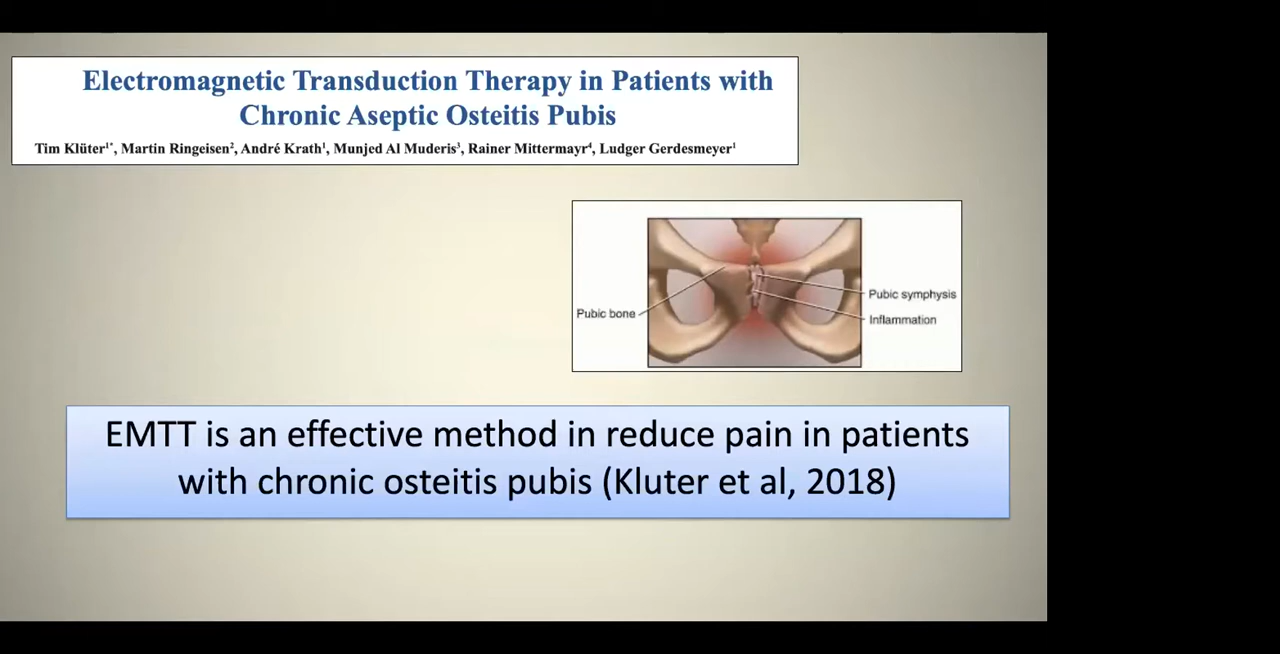 Electromagnetic Transduction Therapy in Patients with
Chronic Aseptic Osteitis Pubis
Tim Klüter¹*, Martin Ringeisen², André Krath¹, Munjed Al Muderis³, Rainer Mittermayr⁴, Ludger Gerdesmeyer¹
Pubic bone
Pubic symphysis
Inflammation
EMTT is an effective method in reduce pain in patients
with chronic osteitis pubis (Kluter et al, 2018)